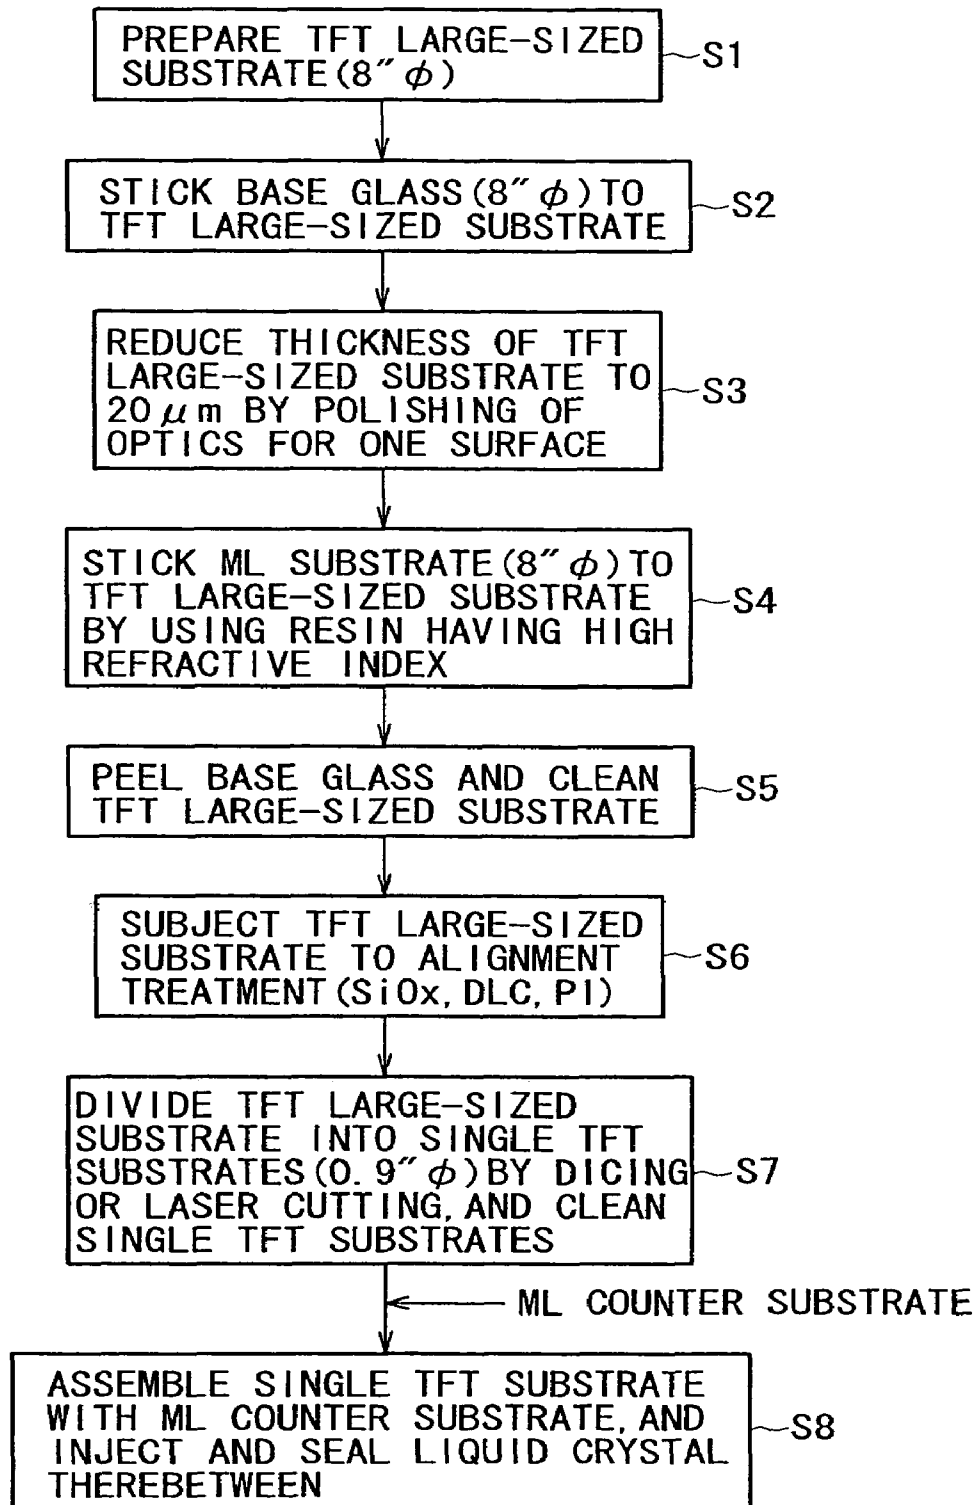 PREPARE TFT LARGE-SIZED
SUBSTRATE(8″φ)
S1
STICK BASE GLASS(8″φ)TO
TFT LARGE-SIZED SUBSTRATE
S2
REDUCE THICKNESS OF TFT
LARGE-SIZED SUBSTRATE TO
20μm BY POLISHING OF
OPTICS FOR ONE SURFACE
S3
STICK ML SUBSTRATE(8″φ)TO
TFT LARGE-SIZED SUBSTRATE
BY USING RESIN HAVING HIGH
REFRACTIVE INDEX
S4
PEEL BASE GLASS AND CLEAN
TFT LARGE-SIZED SUBSTRATE
S5
SUBJECT TFT LARGE-SIZED
SUBSTRATE TO ALIGNMENT
TREATMENT(SiOx, DLC, PI)
S6
DIVIDE TFT LARGE-SIZED
SUBSTRATE INTO SINGLE TFT
SUBSTRATES(0.9″φ)BY DICING
OR LASER CUTTING, AND CLEAN
SINGLE TFT SUBSTRATES
S7
ML COUNTER SUBSTRATE
ASSEMBLE SINGLE TFT SUBSTRATE
WITH ML COUNTER SUBSTRATE, AND
INJECT AND SEAL LIQUID CRYSTAL
THEREBETWEEN
S8